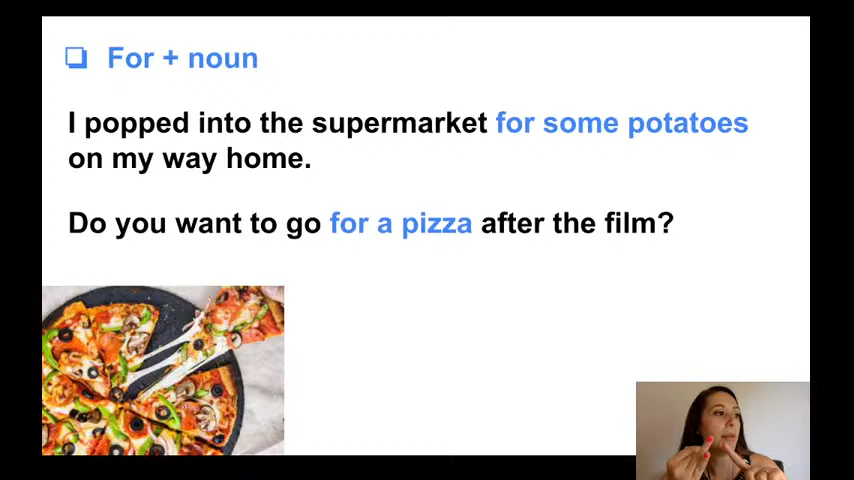 For + noun
I popped into the supermarket for some potatoes
on my way home.
Do you want to go for a pizza after the film?